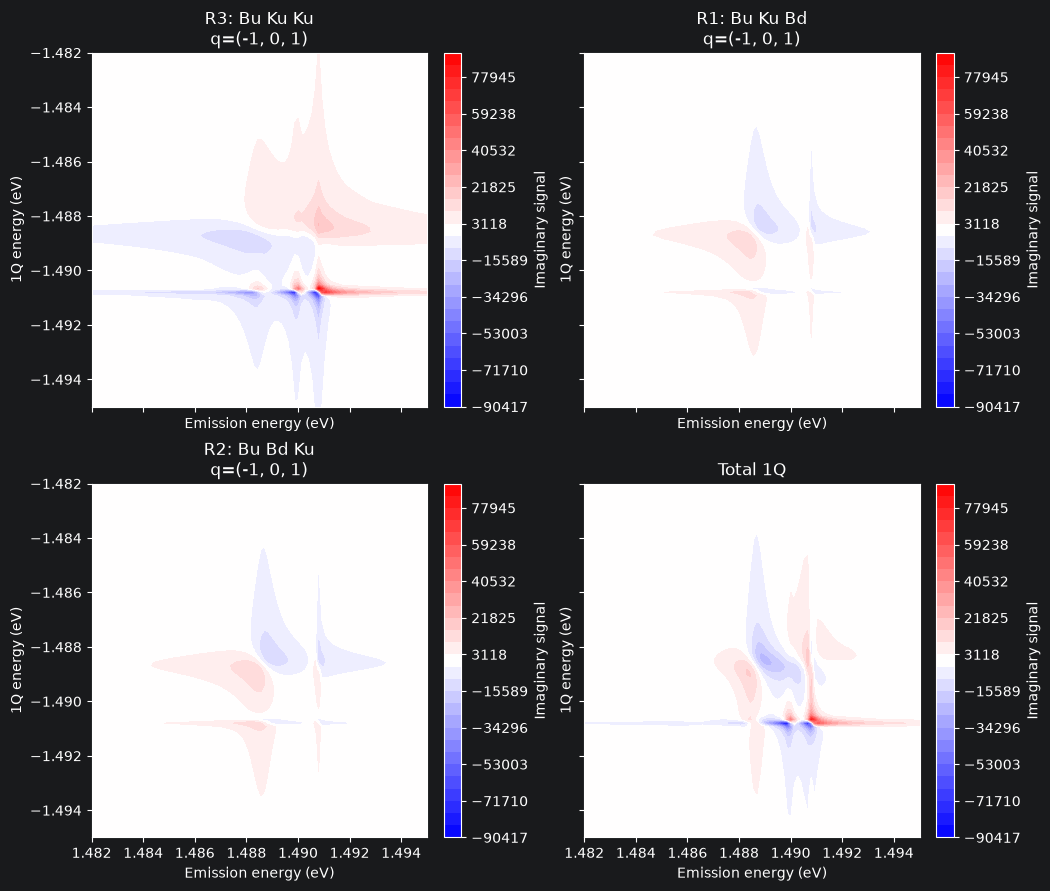 R3: Bu Ku Ku
q=(-1, 0, 1)
−1.482
−1.484
−1.486
−1.488
−1.490
−1.492
−1.494
1Q energy (eV)
Emission energy (eV)
77945
59238
40532
21825
3118
−15589
−34296
−53003
−71710
−90417
Imaginary signal
R1: Bu Ku Bd
q=(-1, 0, 1)
1Q energy (eV)
Emission energy (eV)
77945
59238
40532
21825
3118
−15589
−34296
−53003
−71710
−90417
Imaginary signal
R2: Bu Bd Ku
q=(-1, 0, 1)
−1.482
−1.484
−1.486
−1.488
−1.490
−1.492
−1.494
1Q energy (eV)
1.482 1.484 1.486 1.488 1.490 1.492 1.494
Emission energy (eV)
77945
59238
40532
21825
3118
−15589
−34296
−53003
−71710
−90417
Imaginary signal
Total 1Q
1Q energy (eV)
1.482 1.484 1.486 1.488 1.490 1.492 1.494
Emission energy (eV)
77945
59238
40532
21825
3118
−15589
−34296
−53003
−71710
−90417
Imaginary signal